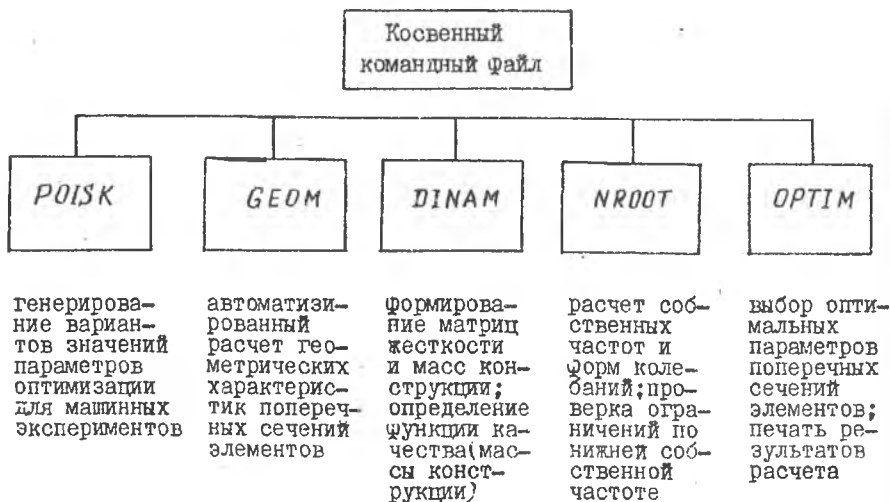 Косвенный
командный файл
POISK
GEOM
DINAM
NROOT
OPTIM
генерирова-
ние вариан-
тов значений
параметров
оптимизации
для машинных
экспериментов
автоматизи-
рованный
расчет гео-
метрических
характерис-
тик попереч-
ных сечений
элементов
формирова-
ние матриц
жесткости
и масс кон-
струкции;
определение
функции ка-
чества(мас-
сы конст-
рукции)
расчет соб-
ственных
частот и
форм коле-
баний;про-
верка огра-
ничений по
нижней соб-
ственной
частоте
выбор опти-
мальных
параметров
поперечных
сечений
элементов;
печать ре-
зультатов
расчета